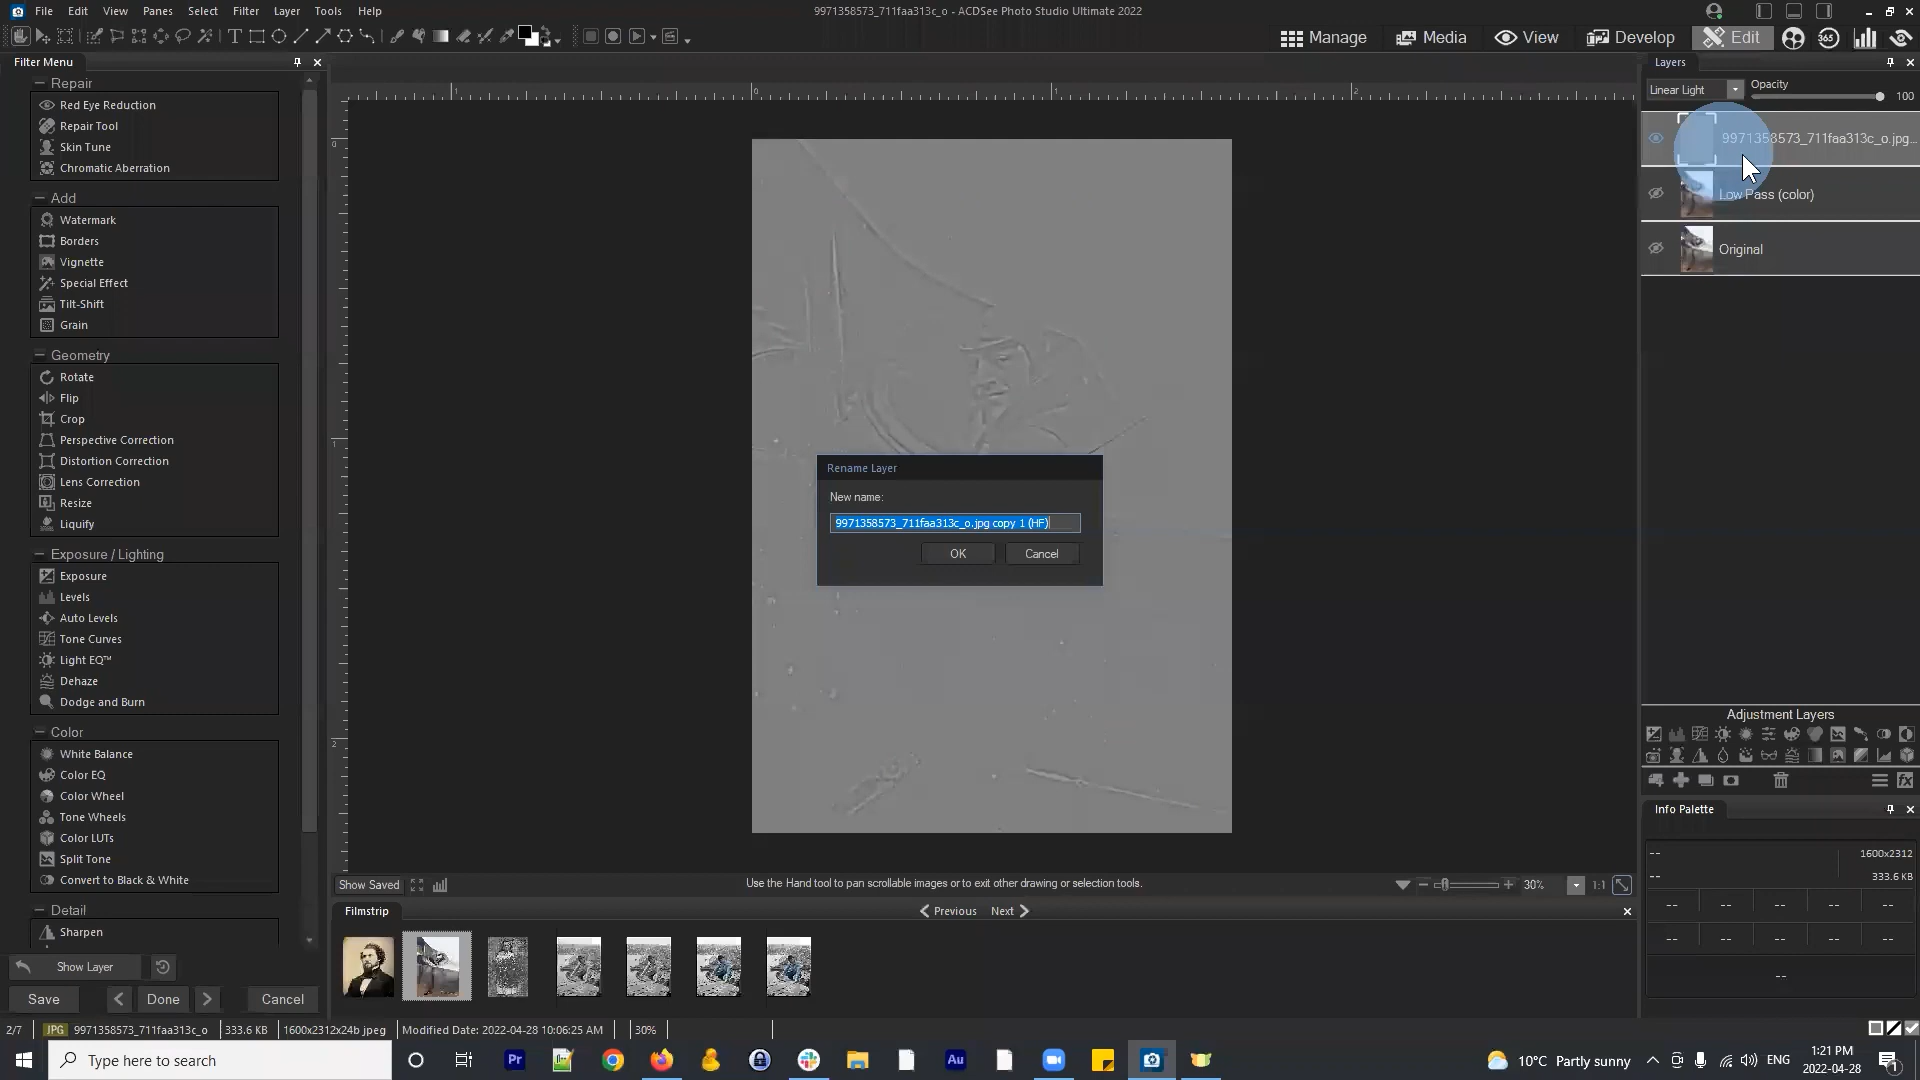 File Edit View Panes Select Filter Layer Tools Help
9971358573_711faa313c_o - ACDSee Photo Studio Ultimate 2022
Manage Media View Develop Edit 365
Filter Menu
Repair
Red Eye Reduction
Repair Tool
Skin Tune
Chromatic Aberration
Add
Watermark
Borders
Vignette
Special Effect
Tilt-Shift
Grain
Geometry
Rotate
Flip
Crop
Perspective Correction
Distortion Correction
Lens Correction
Resize
Liquify
Exposure / Lighting
Exposure
Levels
Auto Levels
Tone Curves
Light EQ™
Dehaze
Dodge and Burn
Color
White Balance
Color EQ
Color Wheel
Tone Wheels
Color LUTs
Split Tone
Convert to Black & White
Detail
Sharpen
Show Layer
Save Done Cancel
Rename Layer
New name:
9971358573_711faa313c_o.jpg copy 1 (HF)
OK Cancel
Show Saved
Use the Hand tool to pan scrollable images or to exit other drawing or selection tools.
30% 1:1
Filmstrip Previous Next
Layers
Linear Light Opacity 100
9971358573_711faa313c_o.jpg...
Low Pass (color)
Original
Adjustment Layers
Info Palette
-- 1600x2312
-- 333.6 KB
-- -- -- -- --
-- -- -- -- --
--
2/7 JPG 9971358573_711faa313c_o 333.6 KB 1600x2312x24b jpeg Modified Date: 2022-04-28 10:06:25 AM 30%
Type here to search
Pr Au
10°C Partly sunny ENG 1:21 PM
2022-04-28
1